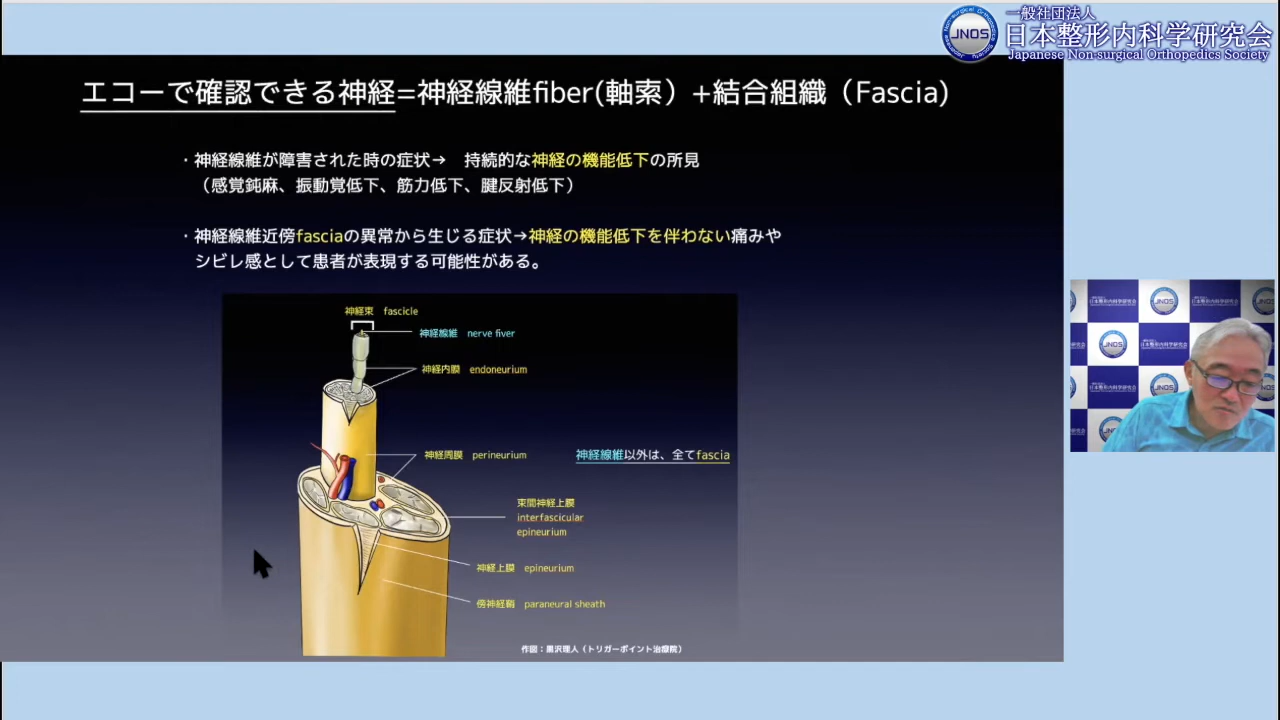 一般社団法人
日本整形内科学研究会
Japanese Non-surgical Orthopedics Society
JNOS
エコーで確認できる神経=神経線維fiber(軸索）+結合組織（Fascia)
・神経線維が障害された時の症状→　持続的な神経の機能低下の所見
（感覚鈍麻、振動覚低下、筋力低下、腱反射低下）
・神経線維近傍fasciaの異常から生じる症状→神経の機能低下を伴わない痛みや
シビレ感として患者が表現する可能性がある。
神経束　fascicle
神経線維　nerve fiver
神経内膜　endoneurium
神経周膜　perineurium
神経線維以外は、全てfascia
束間神経上膜
interfascicular
epineurium
神経上膜　epineurium
傍神経鞘　paraneural sheath
作図：黒沢理人（トリガーポイント治療院）